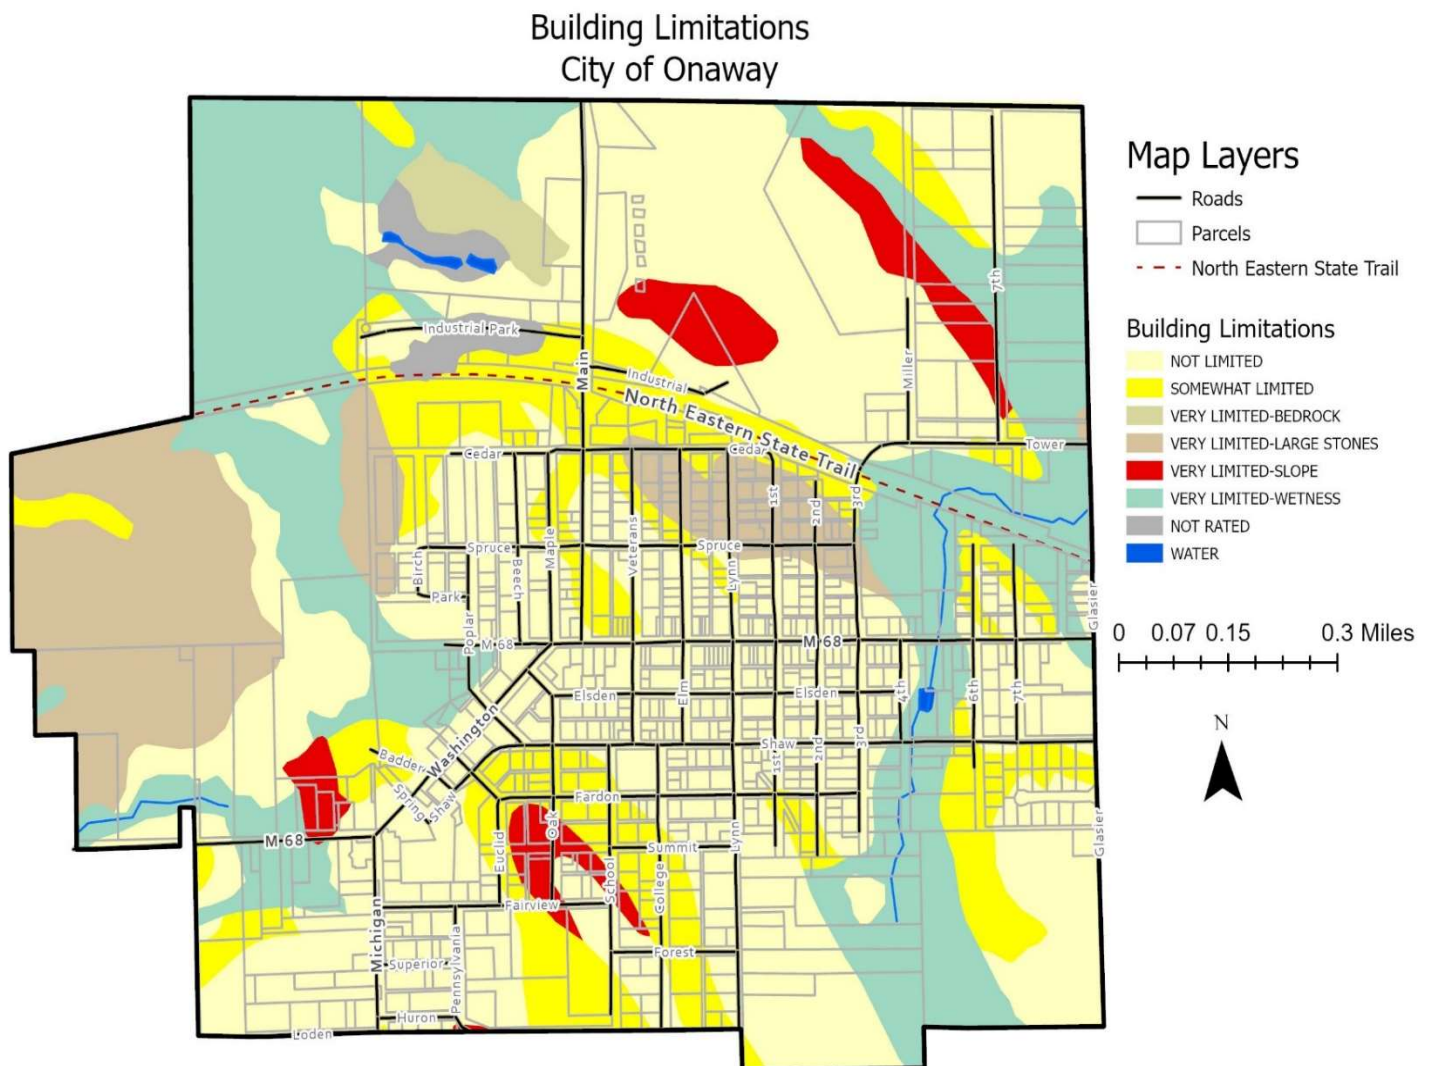 Building Limitations
City of Onaway
Map Layers
Roads
Parcels
North Eastern State Trail
Building Limitations
NOT LIMITED
SOMEWHAT LIMITED
VERY LIMITED-BEDROCK
VERY LIMITED-LARGE STONES
VERY LIMITED-SLOPE
VERY LIMITED-WETNESS
NOT RATED
WATER
0 0.07 0.15 0.3 Miles
N
Industrial Park
Main
Industrial
Miller
7th
North Eastern State Trail
Tower
Cedar
Cedar
1st
2nd
3rd
Spruce
Spruce
Birch
Beech
Maple
Veterans
Lynn
Park
Poplar
Glasier
M 68
M 68
Elsden
Elm
Elsden
4th
6th
7th
Washington
Shaw
1st
2nd
3rd
Badder
Spring
Shaw
Fardon
M 68
Euclid
Oak
School
Summit
College
Lynn
Glasier
Fairview
Michigan
Superior
Pennsylvania
Forest
Huron
Loden